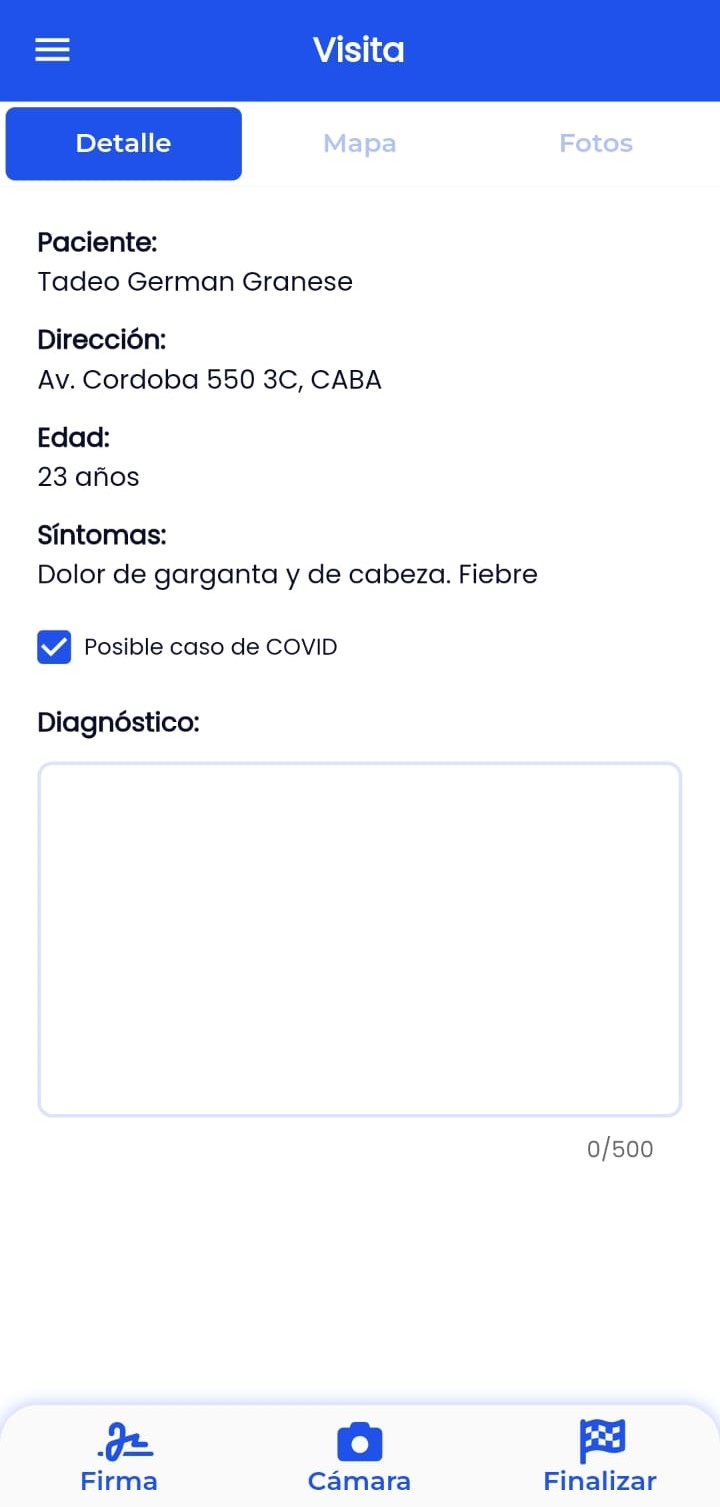 Visita
Detalle Mapa Fotos
Paciente:
Tadeo German Granese
Dirección:
Av. Cordoba 550 3C, CABA
Edad:
23 años
Síntomas:
Dolor de garganta y de cabeza. Fiebre
Posible caso de COVID
Diagnóstico:
0/500
Firma Cámara Finalizar